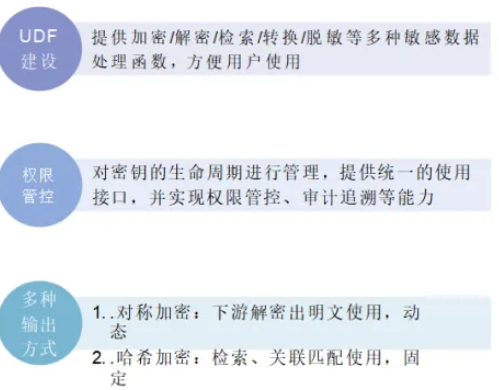 UDF
建设
提供加密/解密/检索/转换/脱敏等多种敏感数据
处理函数，方便用户使用
权限
管控
对密钥的生命周期进行管理，提供统一的使用
接口，并实现权限管控、审计追溯等能力
多种
输出
方式
1. .对称加密：下游解密出明文使用，动
态
2. .哈希加密：检索、关联匹配使用，固
定